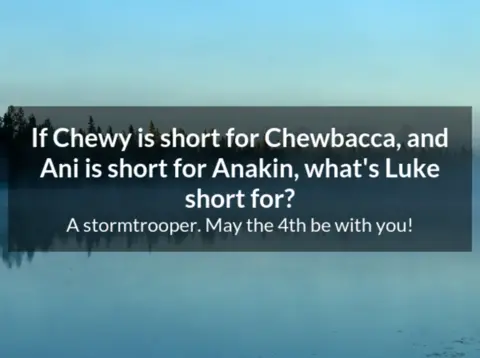 If Chewy is short for Chewbacca, and
Ani is short for Anakin, what's Luke
short for?
A stormtrooper. May the 4th be with you!